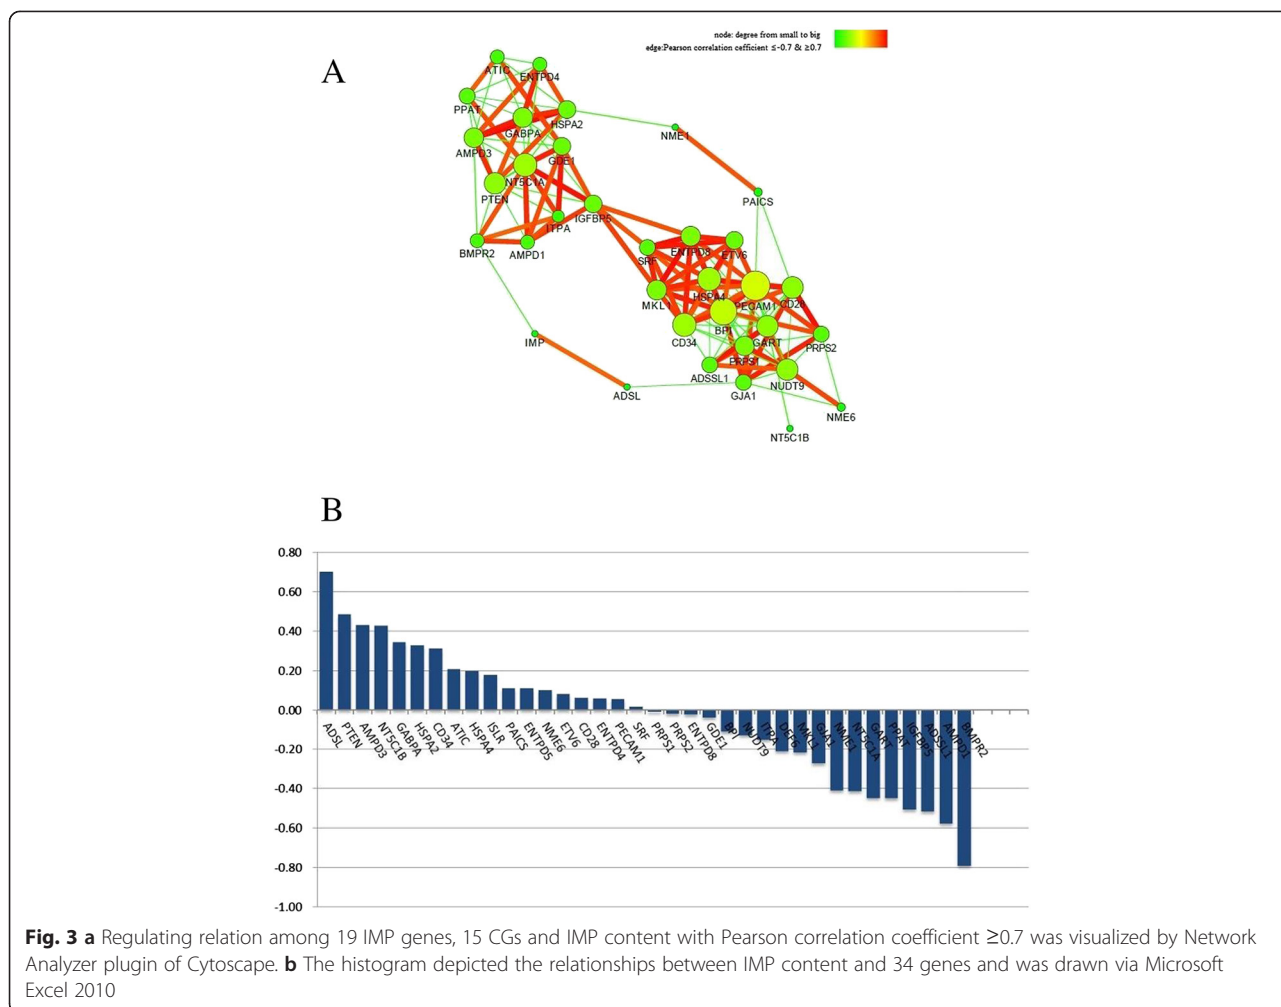 node: degree from small to big
edge:Pearson correlation coefficient ≤-0.7 & ≥0.7
A
ATIC
ENTPD4
PPAT
HSPA2
GABPA
NME1
AMPD3
GDE1
NT5C1A
PTEN
PAICS
IGFBP5
ITPA
BMPR2
AMPD1
SRF
ENTPD8
ETV6
HSPA4
MKL1
PECAM1
CD28
BPI
CD34
GART
PRPS2
IMP
PRPS1
ADSSL1
NUDT9
ADSL
GJA1
NME6
NT5C1B
B
0.80
0.60
0.40
0.20
0.00
-0.20
-0.40
-0.60
-0.80
-1.00
ADSL
PTEN
AMPD3
NT5C1B
GABPA
HSPA2
CD34
ATIC
HSPA4
ISLR
PAICS
ENTPD5
NME6
ETV6
CD28
ENTPD4
PECAM1
SRF
PRPS1
PRPS2
ENTPD8
GDE1
BPI
NUDT9
ITPA
DEF6
MKL1
GJA1
NME1
NT5C1A
GART
PPAT
IGFBP5
ADSSL1
AMPD1
BMPR2
Fig. 3 a Regulating relation among 19 IMP genes, 15 CGs and IMP content with Pearson correlation coefficient ≥0.7 was visualized by Network
Analyzer plugin of Cytoscape. b The histogram depicted the relationships between IMP content and 34 genes and was drawn via Microsoft
Excel 2010